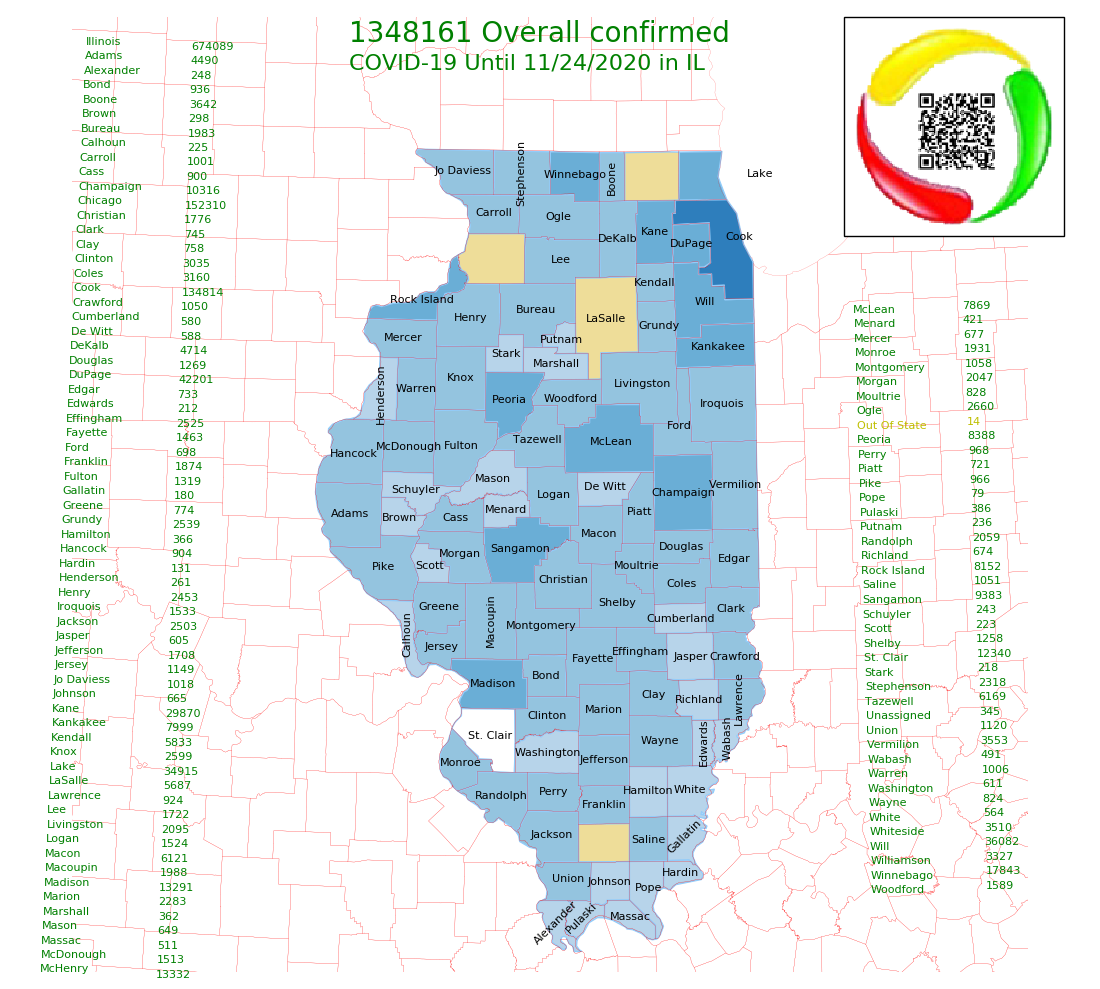 1348161 Overall confirmed
COVID-19 Until 11/24/2020 in IL
Illinois 674089
Adams 4490
Alexander 248
Bond 936
Boone 3642
Brown 298
Bureau 1983
Calhoun 225
Carroll 1001
Cass 900
Champaign 10316
Chicago 152310
Christian 1776
Clark 745
Clay 758
Clinton 3035
Coles 3160
Cook 134814
Crawford 1050
Cumberland 580
De Witt 588
DeKalb 4714
Douglas 1269
DuPage 42201
Edgar 733
Edwards 212
Effingham 2525
Fayette 1463
Ford 698
Franklin 1874
Fulton 1319
Gallatin 180
Greene 774
Grundy 2539
Hamilton 366
Hancock 904
Hardin 131
Henderson 261
Henry 2453
Iroquois 1533
Jackson 2503
Jasper 605
Jefferson 1708
Jersey 1149
Jo Daviess 1018
Johnson 665
Kane 29870
Kankakee 7999
Kendall 5833
Knox 2599
Lake 34915
LaSalle 5687
Lawrence 924
Lee 1722
Livingston 2095
Logan 1524
Macon 6121
Macoupin 1988
Madison 13291
Marion 2283
Marshall 362
Mason 649
Massac 511
McDonough 1513
McHenry 13332
McLean 7869
Menard 421
Mercer 677
Monroe 1931
Montgomery 1058
Morgan 2047
Moultrie 828
Ogle 2660
Out Of State 14
Peoria 8388
Perry 968
Piatt 721
Pike 966
Pope 79
Pulaski 386
Putnam 236
Randolph 2059
Richland 674
Rock Island 8152
Saline 1051
Sangamon 9383
Schuyler 243
Scott 223
Shelby 1258
St. Clair 12340
Stark 218
Stephenson 2318
Tazewell 6169
Unassigned 345
Union 1120
Vermilion 3553
Wabash 491
Warren 1006
Washington 611
Wayne 824
White 564
Whiteside 3510
Will 36082
Williamson 3327
Winnebago 17843
Woodford 1589
Jo Daviess
Stephenson
Winnebago
Boone
Lake
Carroll
Ogle
DeKalb
Kane
DuPage
Cook
Lee
Kendall
Rock Island
Will
Henry
Bureau
LaSalle
Grundy
Mercer
Putnam
Kankakee
Stark
Marshall
Henderson
Warren
Knox
Peoria
Woodford
Livingston
Iroquois
Hancock
McDonough
Fulton
Tazewell
McLean
Ford
Schuyler
Mason
Logan
De Witt
Champaign
Vermilion
Adams
Brown
Cass
Menard
Piatt
Macon
Pike
Scott
Morgan
Sangamon
Christian
Moultrie
Douglas
Edgar
Coles
Calhoun
Greene
Macoupin
Montgomery
Shelby
Cumberland
Clark
Jersey
Fayette
Effingham
Jasper
Crawford
Madison
Bond
Clay
Richland
Lawrence
Clinton
Marion
St. Clair
Wayne
Edwards
Wabash
Monroe
Washington
Jefferson
Randolph
Perry
Franklin
Hamilton
White
Jackson
Saline
Gallatin
Union
Johnson
Pope
Hardin
Alexander
Pulaski
Massac